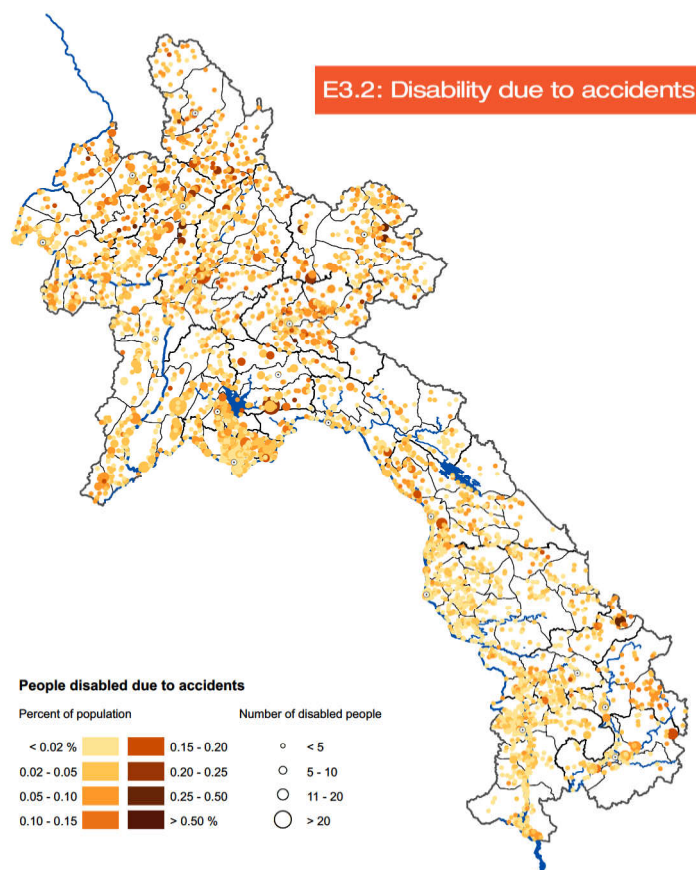 E3.2: Disability due to accidents
People disabled due to accidents
Percent of population
Number of disabled people
< 0.02 %
0.15 - 0.20
< 5
0.02 - 0.05
0.20 - 0.25
5 - 10
0.05 - 0.10
0.25 - 0.50
11 - 20
0.10 - 0.15
> 0.50 %
> 20